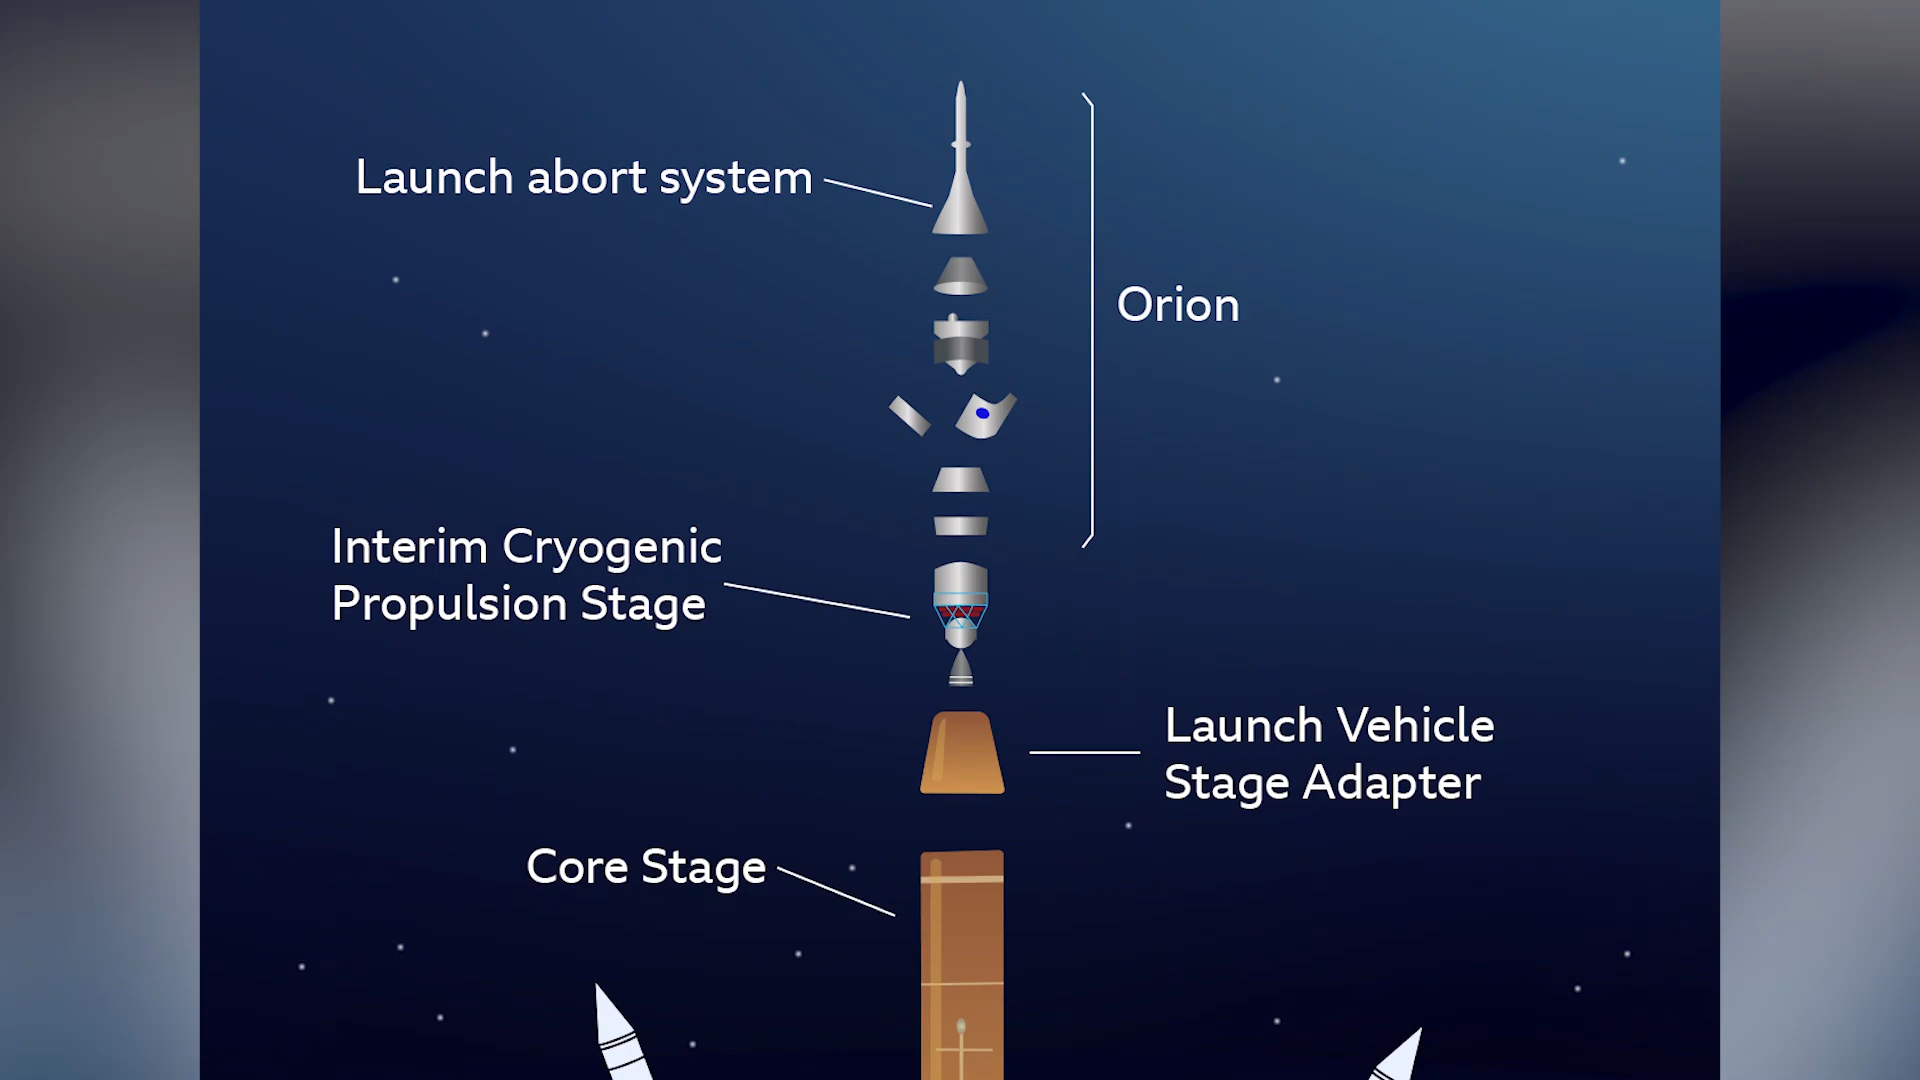 Launch abort system
Orion
Interim Cryogenic
Propulsion Stage
Launch Vehicle
Stage Adapter
Core Stage